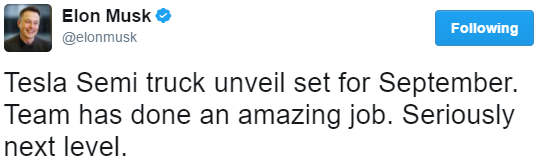 Elon Musk
@elonmusk
Following
Tesla Semi truck unveil set for September.
Team has done an amazing job. Seriously
next level.